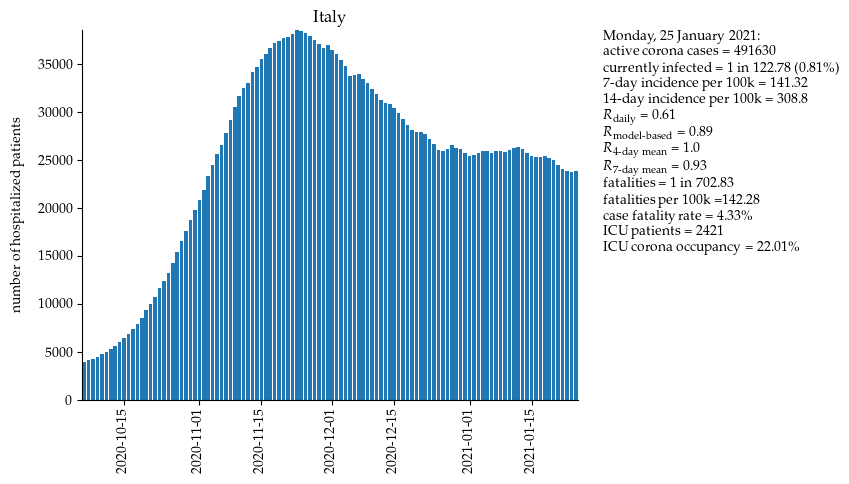 Italy
number of hospitalized patients
35000
30000
25000
20000
15000
10000
5000
0
2020-10-15
2020-11-01
2020-11-15
2020-12-01
2020-12-15
2021-01-01
2021-01-15
Monday, 25 January 2021:
active corona cases = 491630
currently infected = 1 in 122.78 (0.81%)
7-day incidence per 100k = 141.32
14-day incidence per 100k = 308.8
R daily = 0.61
R model-based = 0.89
R 4-day mean = 1.0
R 7-day mean = 0.93
fatalities = 1 in 702.83
fatalities per 100k =142.28
case fatality rate = 4.33%
ICU patients = 2421
ICU corona occupancy = 22.01%